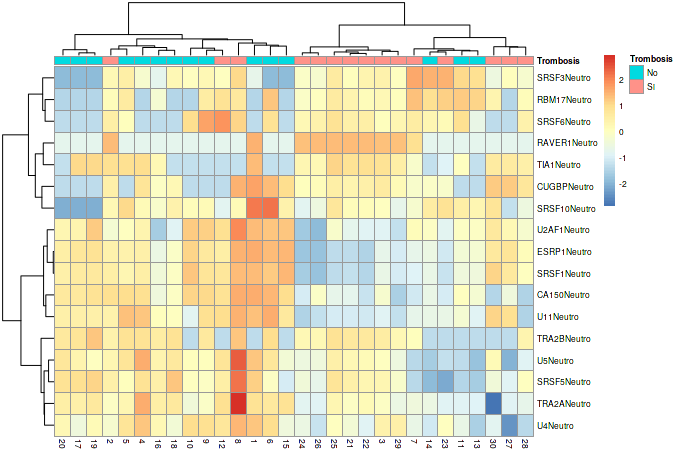 Trombosis
SRSF3Neutro
RBM17Neutro
SRSF6Neutro
RAVER1Neutro
TIA1Neutro
CUGBPNeutro
SRSF10Neutro
U2AF1Neutro
ESRP1Neutro
SRSF1Neutro
CA150Neutro
U11Neutro
TRA2BNeutro
U5Neutro
SRSF5Neutro
TRA2ANeutro
U4Neutro
20 17 19 2 5 4 16 18 10 9 12 8 1 6 15 24 26 25 21 22 3 29 7 14 23 11 13 30 27 28
2
1
0
-1
-2
Trombosis
No
SI